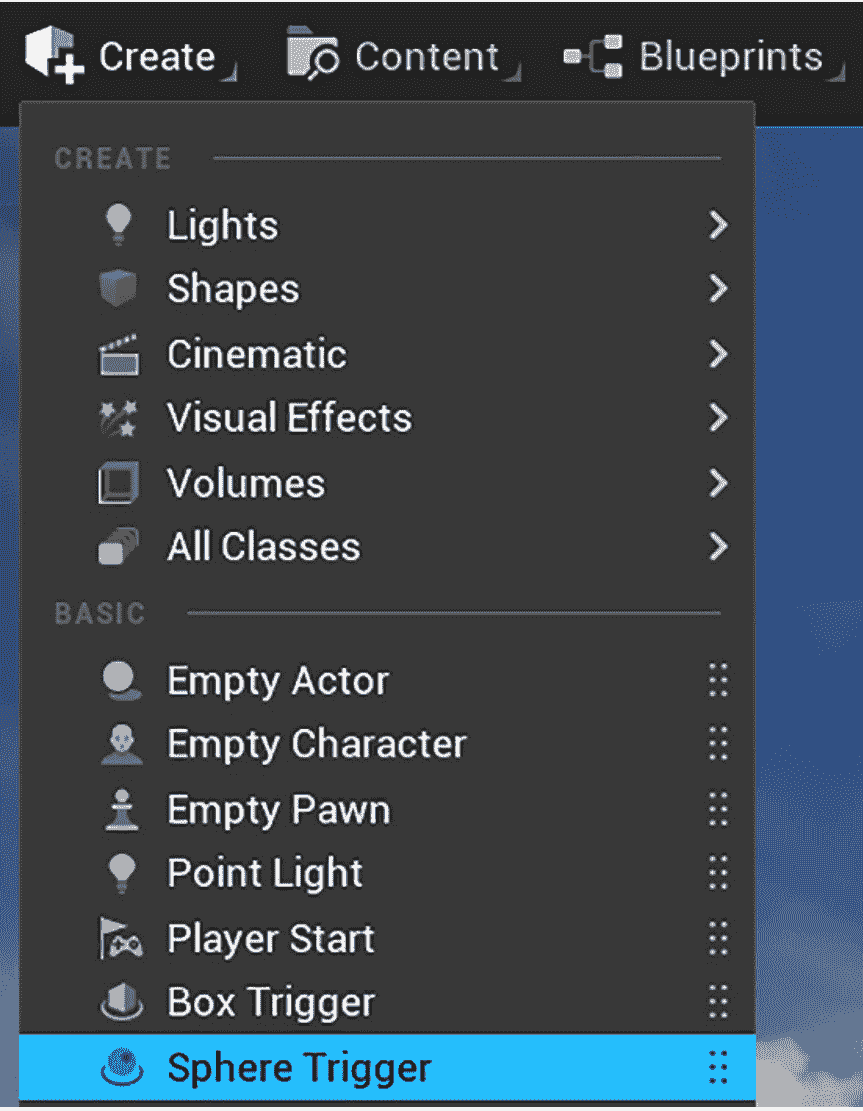 Create Content Blueprints
CREATE
Lights
Shapes
Cinematic
Visual Effects
Volumes
All Classes
BASIC
Empty Actor
Empty Character
Empty Pawn
Point Light
Player Start
Box Trigger
Sphere Trigger